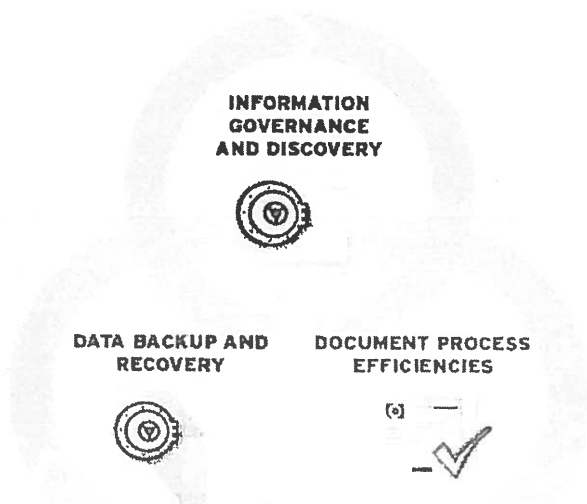 INFORMATION
GOVERNANCE
AND DISCOVERY
DATA BACKUP AND
RECOVERY
DOCUMENT PROCESS
EFFICIENCIES